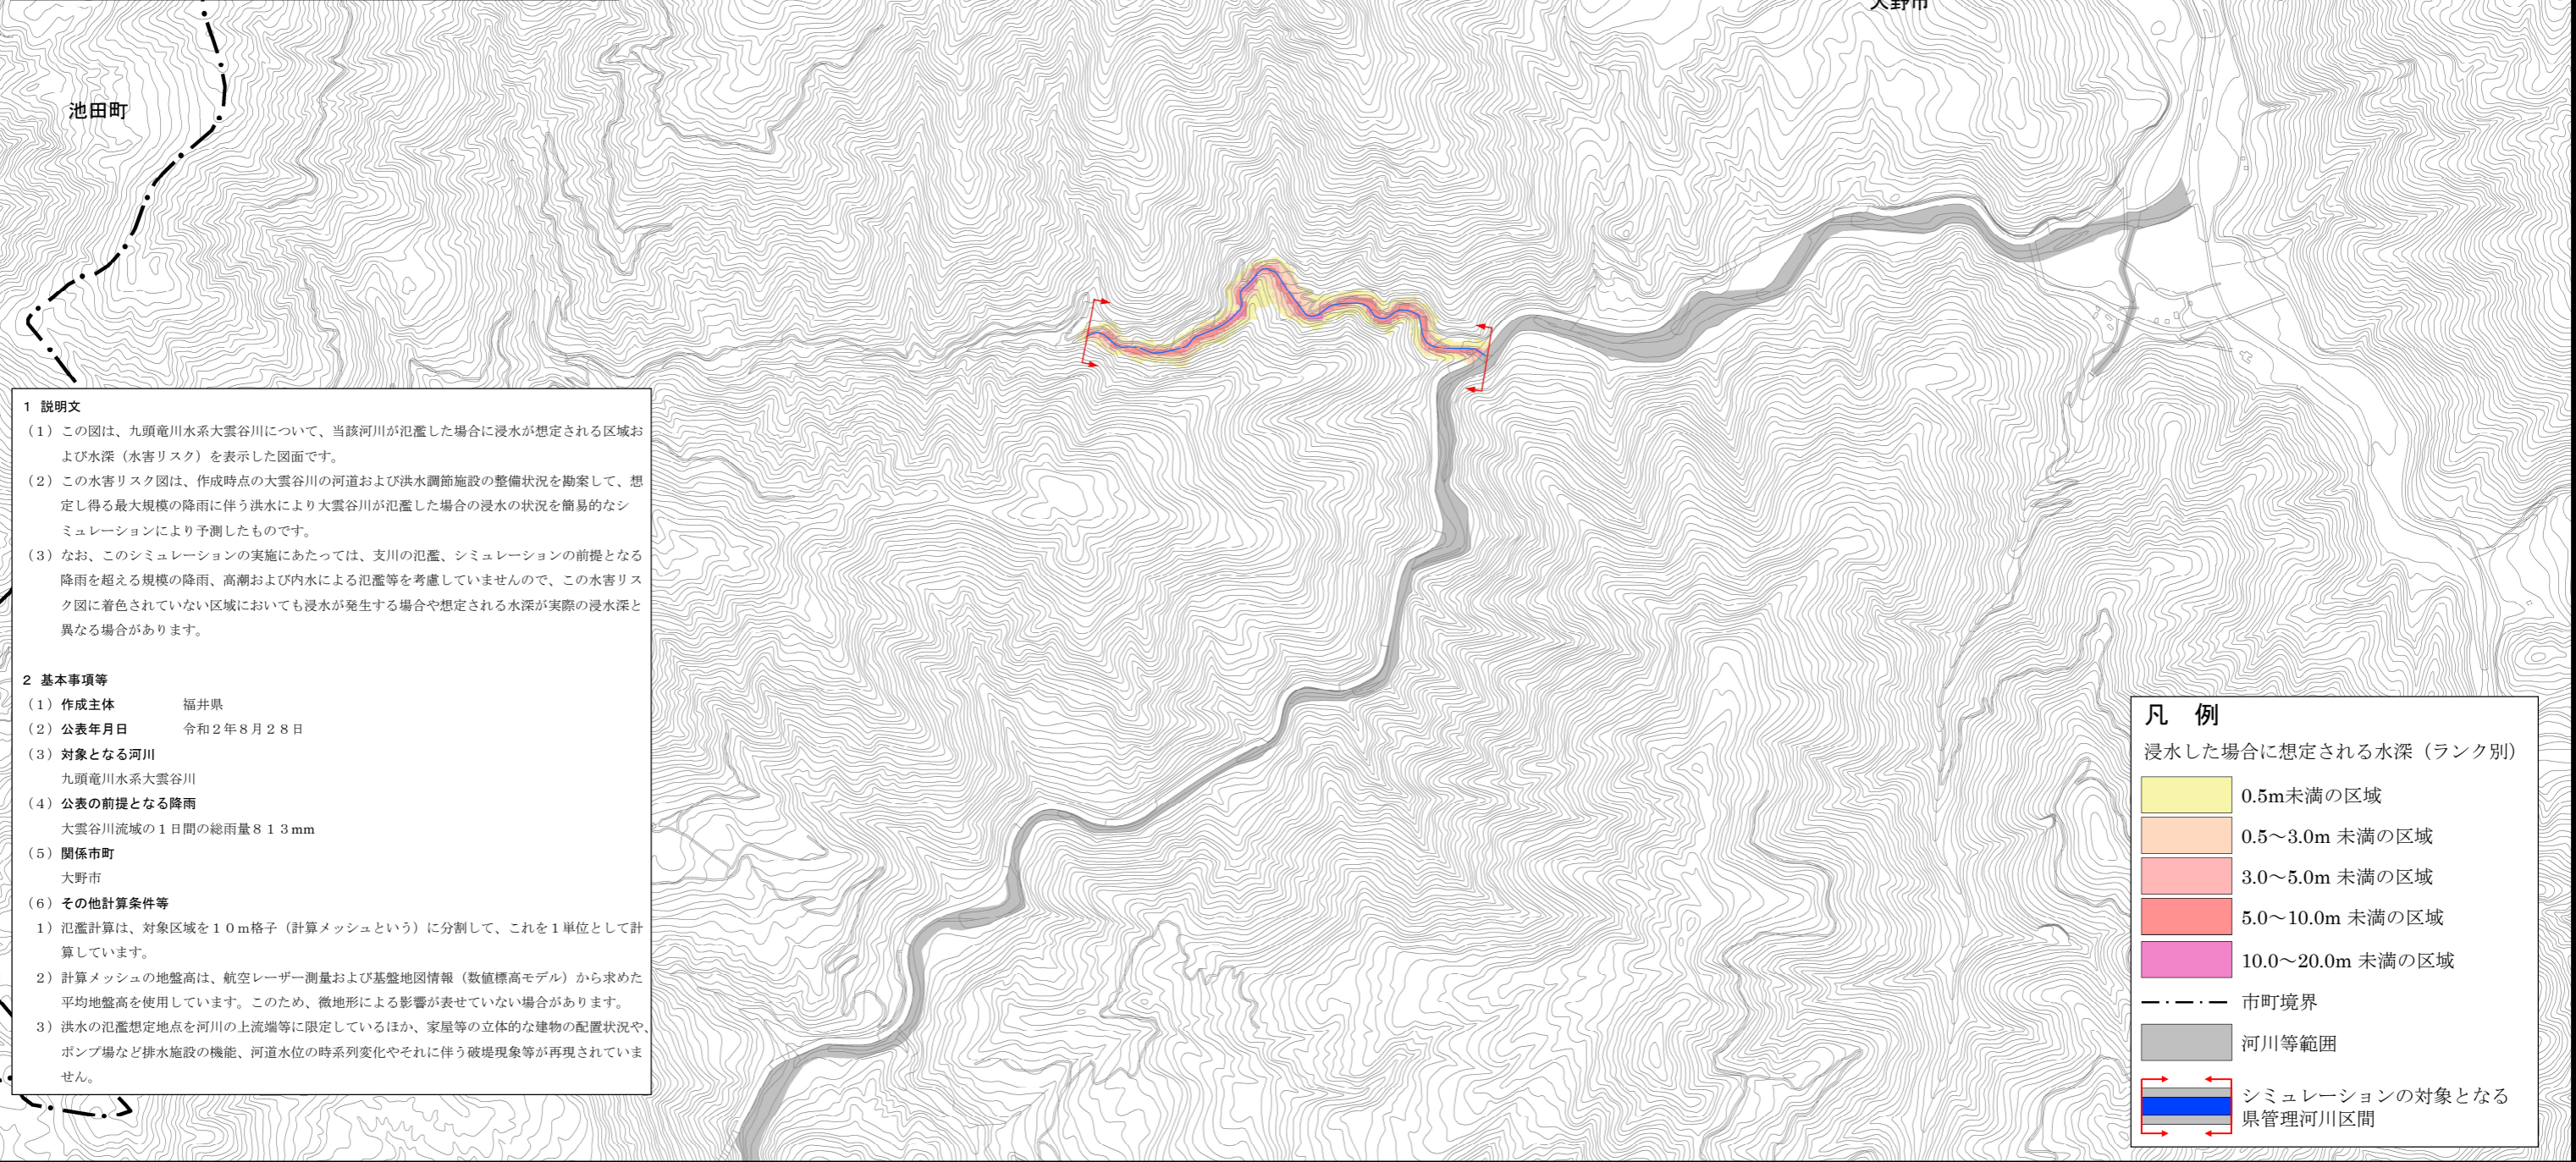 大野市
池田町
1 説明文
（１）この図は、九頭竜川水系大雲谷川について、当該河川が氾濫した場合に浸水が想定される区域お
よび水深（水害リスク）を表示した図面です。
（２）この水害リスク図は、作成時点の大雲谷川の河道および洪水調節施設の整備状況を勘案して、想
定し得る最大規模の降雨に伴う洪水により大雲谷川が氾濫した場合の浸水の状況を簡易的なシ
ミュレーションにより予測したものです。
（３）なお、このシミュレーションの実施にあたっては、支川の氾濫、シミュレーションの前提となる
降雨を超える規模の降雨、高潮および内水による氾濫等を考慮していませんので、この水害リス
ク図に着色されていない区域においても浸水が発生する場合や想定される水深が実際の浸水深と
異なる場合があります。
2 基本事項等
（１）作成主体 福井県
（２）公表年月日 令和２年８月２８日
（３）対象となる河川
九頭竜川水系大雲谷川
（４）公表の前提となる降雨
大雲谷川流域の１日間の総雨量８１３mm
（５）関係市町
大野市
（６）その他計算条件等
１）氾濫計算は、対象区域を１０ｍ格子（計算メッシュという）に分割して、これを１単位として計
算しています。
２）計算メッシュの地盤高は、航空レーザー測量および基盤地図情報（数値標高モデル）から求めた
平均地盤高を使用しています。このため、微地形による影響が表せていない場合があります。
３）洪水の氾濫想定地点を河川の上流端等に限定しているほか、家屋等の立体的な建物の配置状況や、
ポンプ場など排水施設の機能、河道水位の時系列変化やそれに伴う破堤現象等が再現されていま
せん。
凡　例
浸水した場合に想定される水深（ランク別）
0.5m未満の区域
0.5～3.0m 未満の区域
3.0～5.0m 未満の区域
5.0～10.0m 未満の区域
10.0～20.0m 未満の区域
市町境界
河川等範囲
シミュレーションの対象となる
県管理河川区間